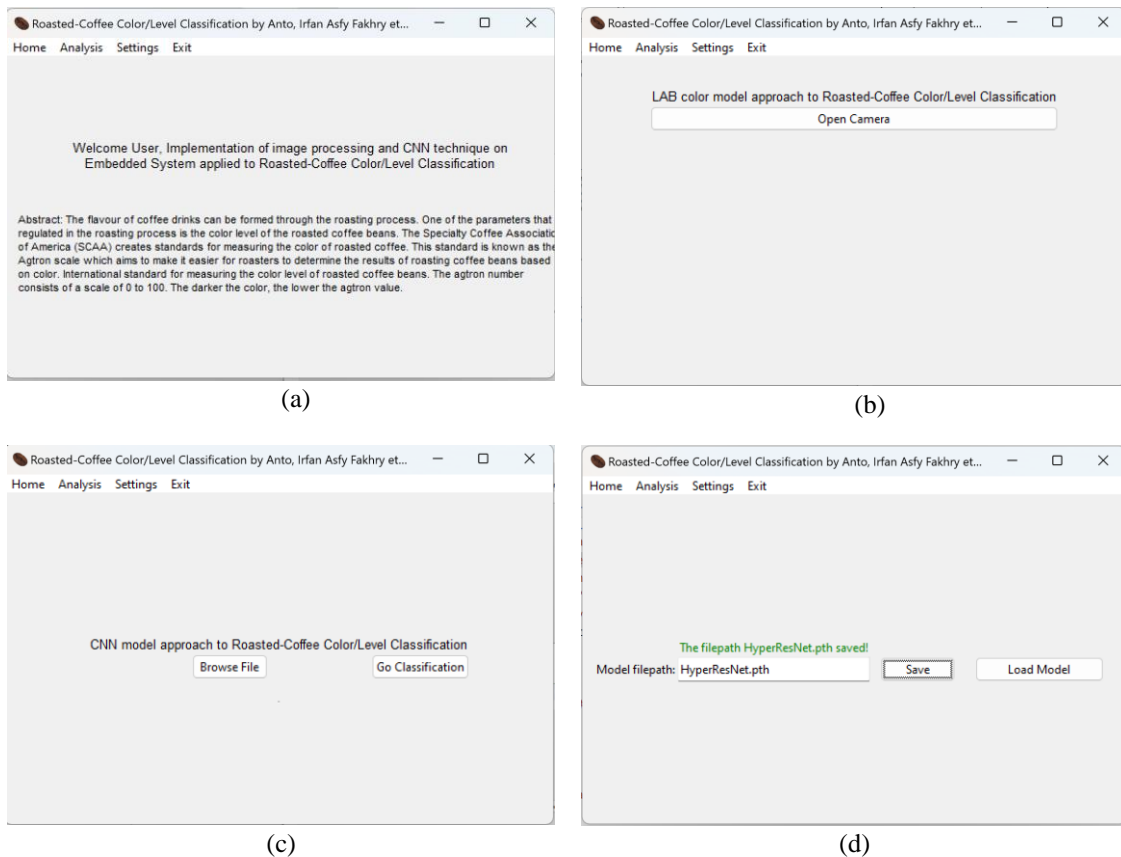 Roasted-Coffee Color/Level Classification by Anto, Irfan Asfy Fakhry et...
Home Analysis Settings Exit
Welcome User, Implementation of image processing and CNN technique on
Embedded System applied to Roasted-Coffee Color/Level Classification
Abstract: The flavour of coffee drinks can be formed through the roasting process. One of the parameters that
regulated in the roasting process is the color level of the roasted coffee beans. The Specialty Coffee Associatic
of America (SCAA) creates standards for measuring the color of roasted coffee. This standard is known as the
Agtron scale which aims to make it easier for roasters to determine the results of roasting coffee beans based
on color. International standard for measuring the color level of roasted coffee beans. The agtron number
consists of a scale of 0 to 100. The darker the color, the lower the agtron value.
(a)
Roasted-Coffee Color/Level Classification by Anto, Irfan Asfy Fakhry et...
Home Analysis Settings Exit
LAB color model approach to Roasted-Coffee Color/Level Classification
Open Camera
(b)
Roasted-Coffee Color/Level Classification by Anto, Irfan Asfy Fakhry et...
Home Analysis Settings Exit
CNN model approach to Roasted-Coffee Color/Level Classification
Browse File Go Classification
(c)
Roasted-Coffee Color/Level Classification by Anto, Irfan Asfy Fakhry et...
Home Analysis Settings Exit
The filepath HyperResNet.pth saved!
Model filepath: HyperResNet.pth Save Load Model
(d)